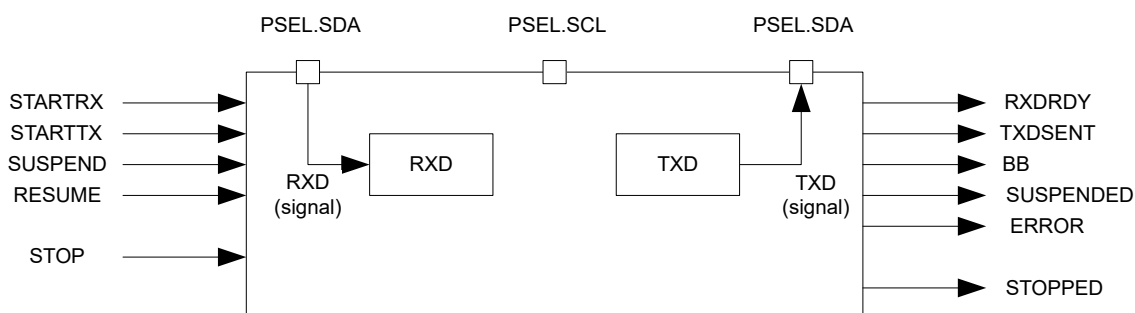 PSEL.SDA
PSEL.SCL
PSEL.SDA
STARTRX
STARTTX
SUSPEND
RESUME
STOP
RXD
(signal)
RXD
TXD
TXD
(signal)
RXDRDY
TXDSENT
BB
SUSPENDED
ERROR
STOPPED